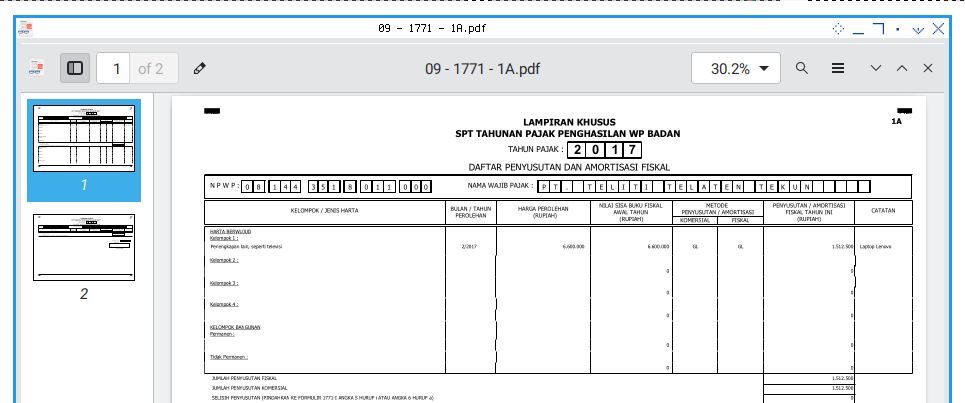 09 - 1771 - 1A.pdf
1 of 2
09 - 1771 - 1A.pdf
30.2%
1
2
1A
LAMPIRAN KHUSUS
SPT TAHUNAN PAJAK PENGHASILAN WP BADAN
TAHUN PAJAK : 2 0 1 7
DAFTAR PENYUSUTAN DAN AMORTISASI FISKAL
N P W P : 0 8 1 4 4 3 5 1 8 0 1 1 0 0 0 NAMA WAJIB PAJAK : P T . T E L I T I T E L A T E N T E K U N
KELOMPOK / JENIS HARTA
BULAN / TAHUN PEROLEHAN
HARGA PEROLEHAN (RUPIAH)
NILAI SISA BUKU FISKAL AWAL TAHUN (RUPIAH)
METODE PENYUSUTAN / AMORTISASI
KOMERSIAL FISKAL
PENYUSUTAN / AMORTISASI FISKAL TAHUN INI (RUPIAH)
CATATAN
HARTA BERWUJUD
Kelompok 1 :
Perlengkapan lain, seperti televisi 2/2017 6.600.000 6.600.000 GL GL 1.512.500 Laptop Lenovo
Kelompok 2 :
0 0
Kelompok 3 :
0 0
Kelompok 4 :
0 0
KELOMPOK BANGUNAN
Permanen :
0 0
Tidak Permanen :
0 0
JUMLAH PENYUSUTAN FISKAL 1.512.500
JUMLAH PENYUSUTAN KOMERSIAL 1.512.500
SELISIH PENYUSUTAN (PINDAHKAN KE FORMULIR 1771-I ANGKA 5 HURUF i ATAU ANGKA 6 HURUF a) 0